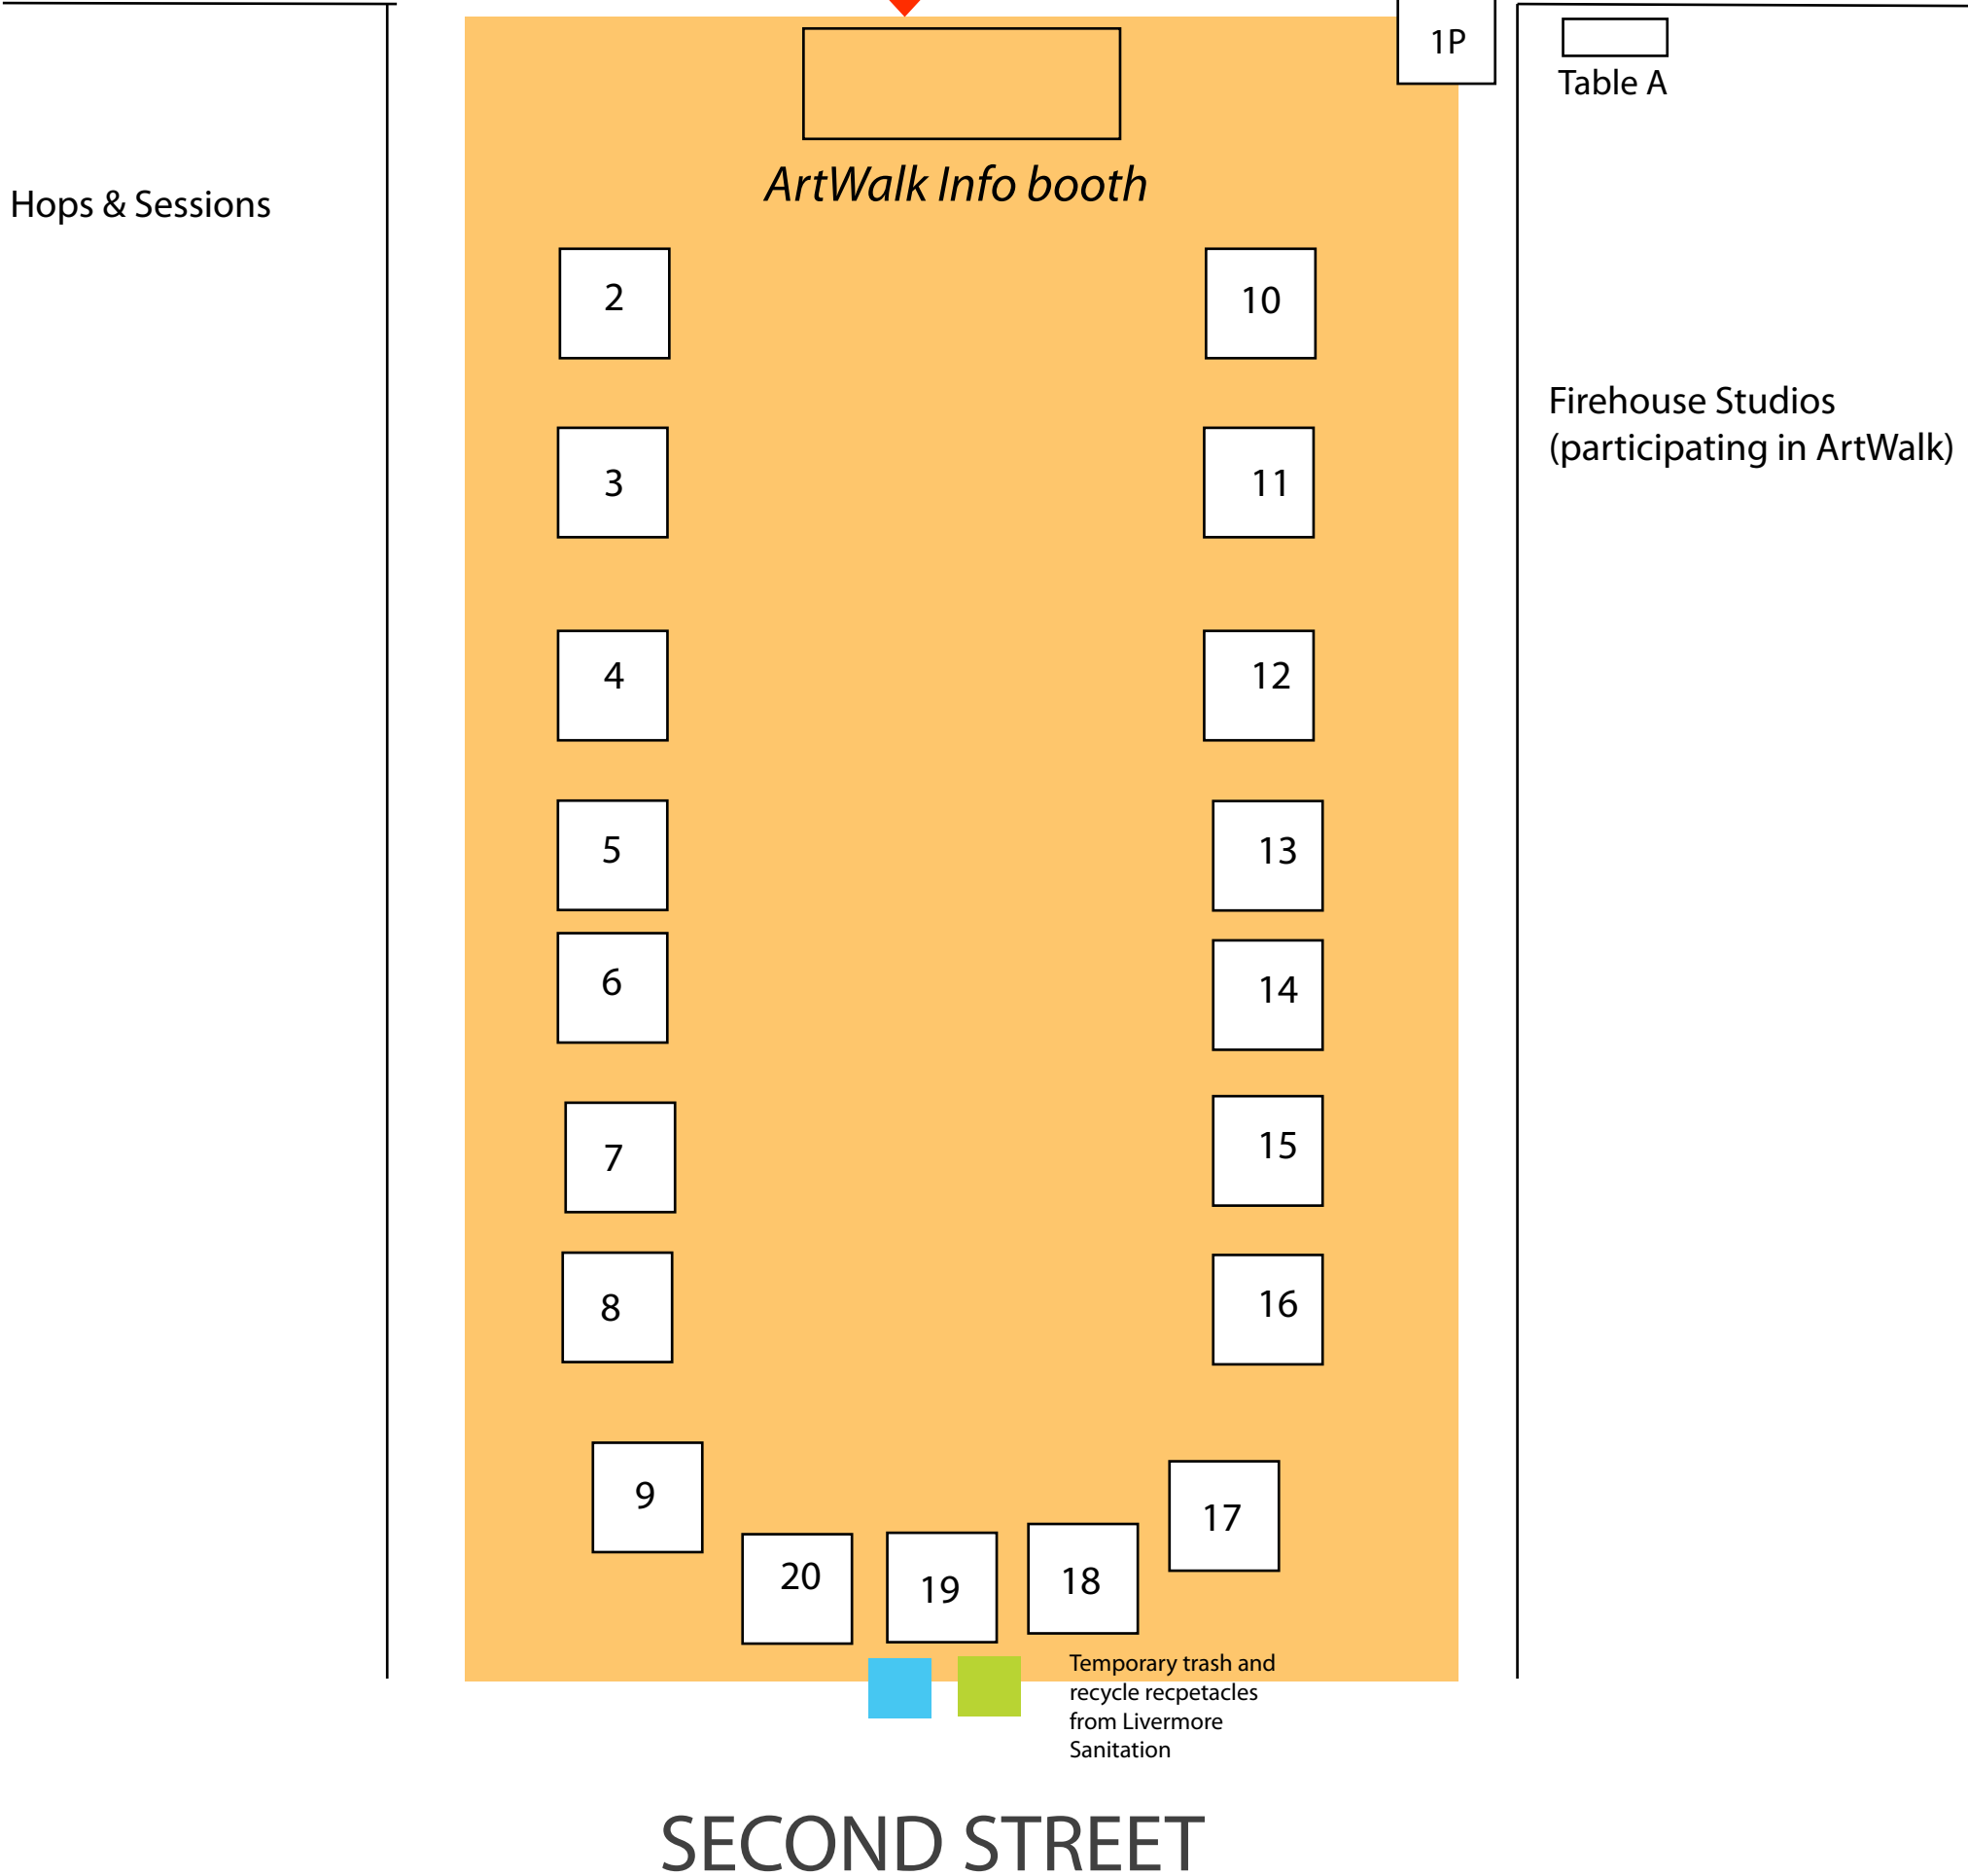 1P
Table A
ArtWalk Info booth
Hops & Sessions
2
10
Firehouse Studios
(participating in ArtWalk)
3
11
4
12
5
13
6
14
7
15
8
16
9
17
20
19
18
Temporary trash and
recycle recpetacles
from Livermore
Sanitation
SECOND STREET